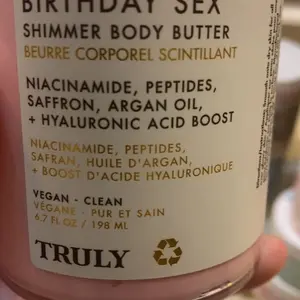 BIRTHDAY SEX
SHIMMER BODY BUTTER
BEURRE CORPOREL SCINTILLANT
NIACINAMIDE, PEPTIDES,
SAFFRON, ARGAN OIL,
+ HYALURONIC ACID BOOST
NIACINAMIDE, PEPTIDES,
SAFRAN, HUILE D'ARGAN,
+ BOOST D'ACIDE HYALURONIQUE
VEGAN - CLEAN
VÉGANE - PUR ET SAIN
6.7 FL OZ / 198 ML
TRULY